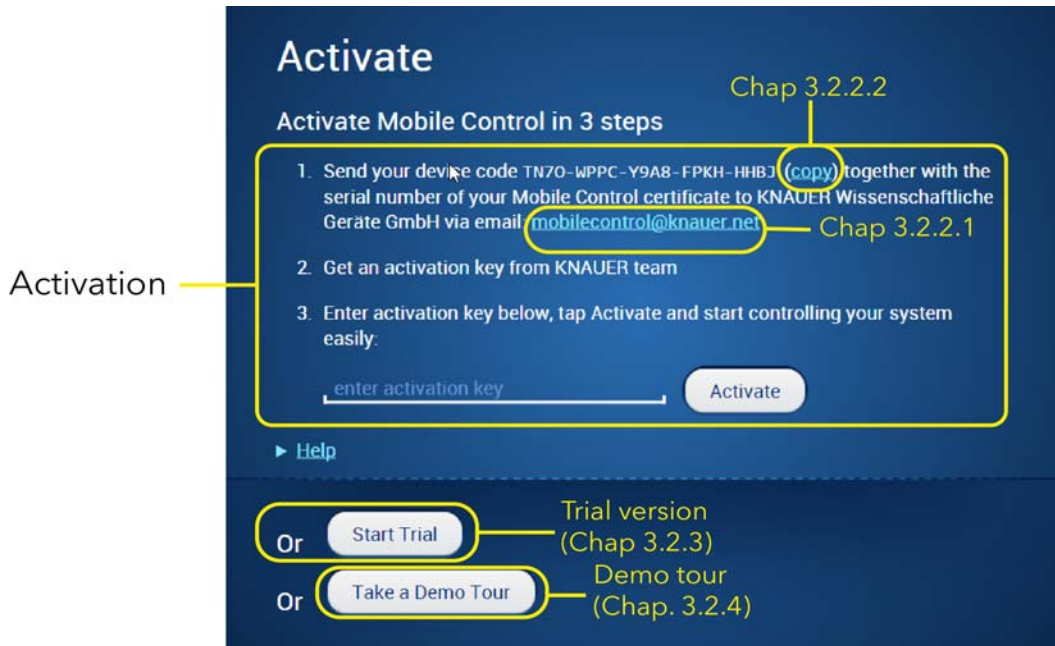 Activate
Chap 3.2.2.2
Activate Mobile Control in 3 steps
1. Send your device code TN7O-WPPC-Y9A8-FPKH-HHBJ (copy) together with the
serial number of your Mobile Control certificate to KNAUER Wissenschaftliche
Geräte GmbH via email: mobilecontrol@knauer.net
Chap 3.2.2.1
2. Get an activation key from KNAUER team
Activation
3. Enter activation key below, tap Activate and start controlling your system
easily:
enter activation key
Activate
Help
Or Start Trial
Trial version
(Chap 3.2.3)
Or Take a Demo Tour
Demo tour
(Chap. 3.2.4)